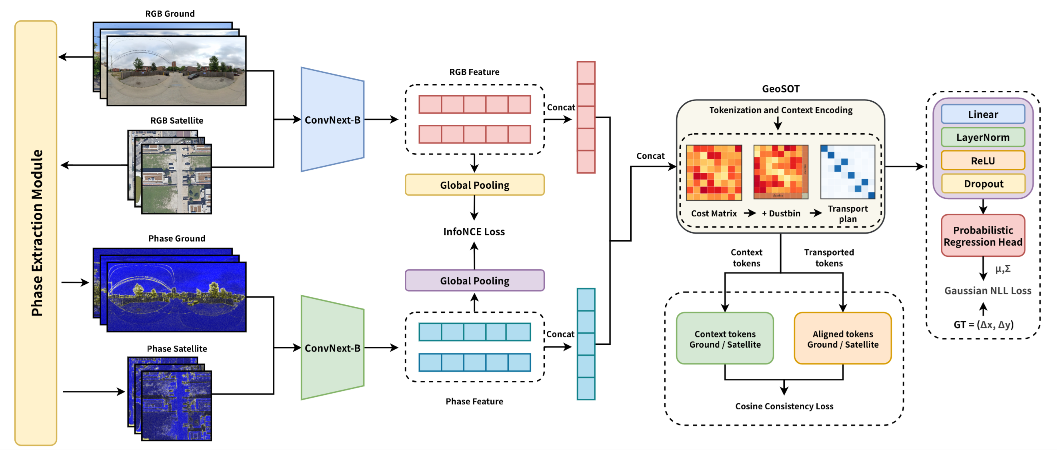 Phase Extraction Module
RGB Ground
RGB Satellite
Phase Ground
Phase Satellite
ConvNext-B
ConvNext-B
RGB Feature
Global Pooling
InfoNCE Loss
Global Pooling
Phase Feature
Concat
Concat
Concat
GeoSOT
Tokenization and Context Encoding
Cost Matrix
+ Dustbin
Transport
plan
Context
tokens
Transported
tokens
Context tokens
Ground / Satellite
Aligned tokens
Ground / Satellite
Cosine Consistency Loss
Linear
LayerNorm
ReLU
Dropout
Probabilistic
Regression Head
μ,Σ
Gaussian NLL Loss
GT = (Δx, Δy)